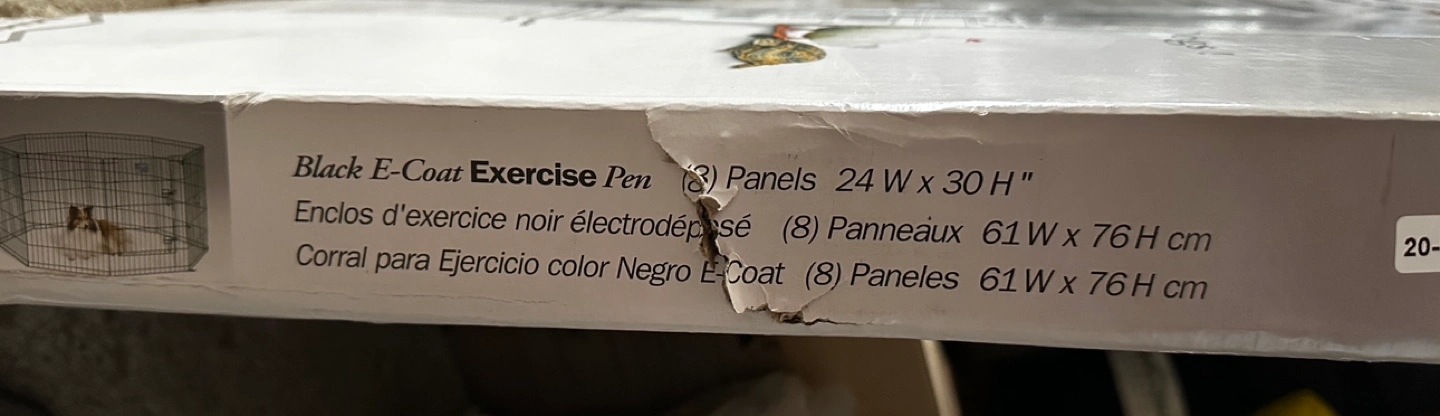 Black E-Coat Exercise Pen (8) Panels 24 W x 30 H "
Enclos d'exercice noir électrodéposé (8) Panneaux 61 W x 76 H cm
Corral para Ejercicio color Negro E-Coat (8) Paneles 61 W x 76 H cm
20-